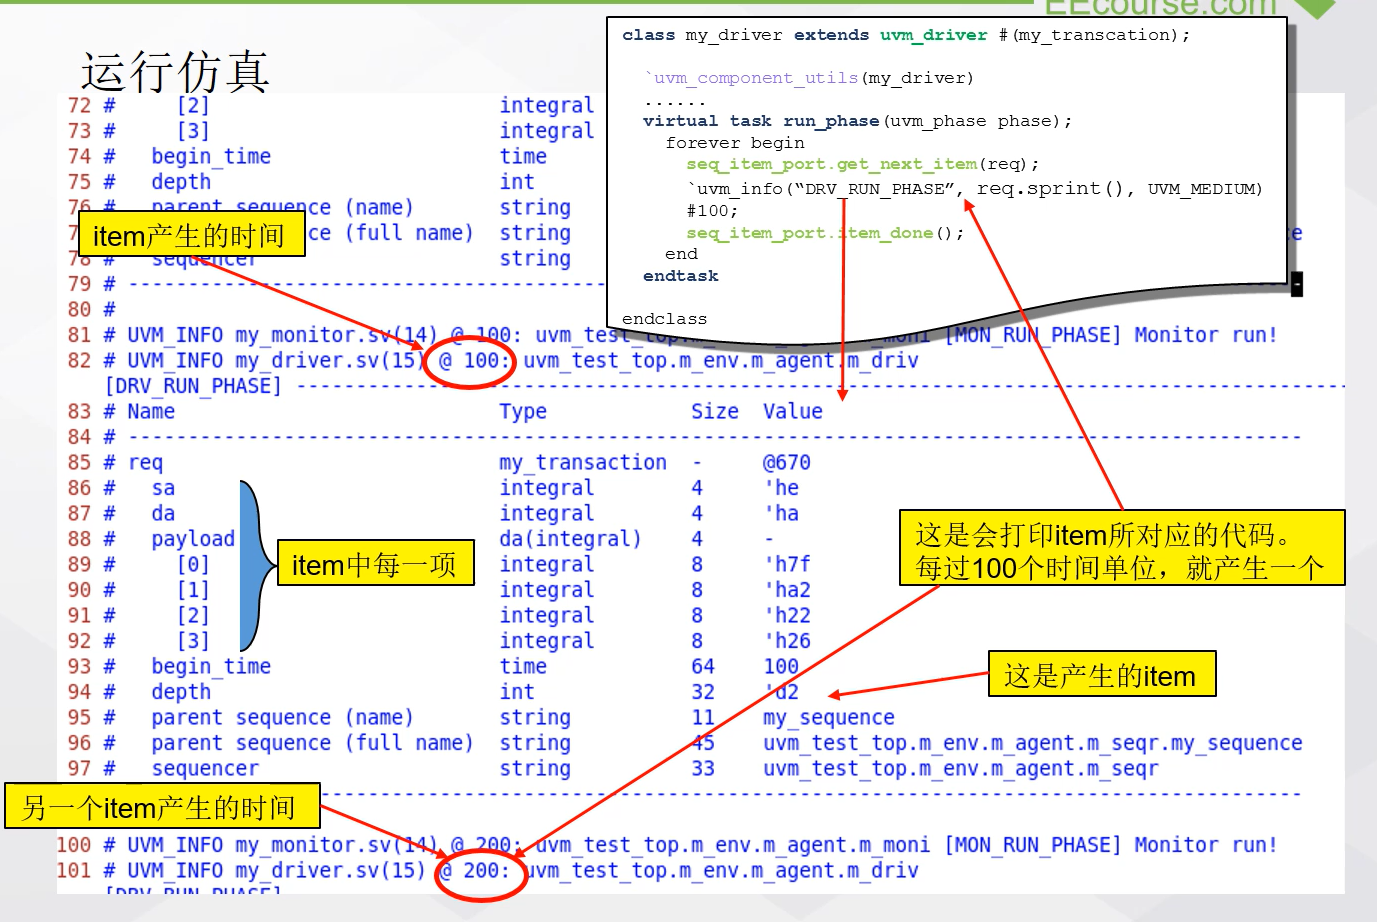 EEcourse.com
运行仿真
class my_driver extends uvm_driver #(my_transcation);
`uvm_component_utils(my_driver)
......
virtual task run_phase(uvm_phase phase);
forever begin
seq_item_port.get_next_item(req);
`uvm_info(“DRV_RUN_PHASE”, req.sprint(), UVM_MEDIUM)
#100;
seq_item_port.item_done();
end
endtask
endclass
72 # [2] integral
73 # [3] integral
74 # begin_time time
75 # depth int
76 # parent sequence (name) string
item产生的时间
ce (full name) string
78 # sequencer string
79 # ----------------------------------------
80 #
81 # UVM_INFO my_monitor.sv(14) @ 100: uvm_test_top.m_env.m_agent.m_moni [MON_RUN_PHASE] Monitor run!
82 # UVM_INFO my_driver.sv(15) @ 100: uvm_test_top.m_env.m_agent.m_driv
[DRV_RUN_PHASE] ----------------------------------------------------------------------------------------
83 # Name Type Size Value
84 # --------------------------------------------------------------------------------------------------
85 # req my_transaction - @670
86 # sa integral 4 'he
87 # da integral 4 'ha
88 # payload da(integral) 4 -
89 # [0] integral 8 'h7f
90 # [1] integral 8 'ha2
91 # [2] integral 8 'h22
92 # [3] integral 8 'h26
item中每一项
这是会打印item所对应的代码。
每过100个时间单位，就产生一个
93 # begin_time time 64 100
94 # depth int 32 'd2
这是产生的item
95 # parent sequence (name) string 11 my_sequence
96 # parent sequence (full name) string 45 uvm_test_top.m_env.m_agent.m_seqr.my_sequence
97 # sequencer string 33 uvm_test_top.m_env.m_agent.m_seqr
另一个item产生的时间
100 # UVM_INFO my_monitor.sv(14) @ 200: uvm_test_top.m_env.m_agent.m_moni [MON_RUN_PHASE] Monitor run!
101 # UVM_INFO my_driver.sv(15) @ 200: uvm_test_top.m_env.m_agent.m_driv
[DRV_RUN_PHASE]